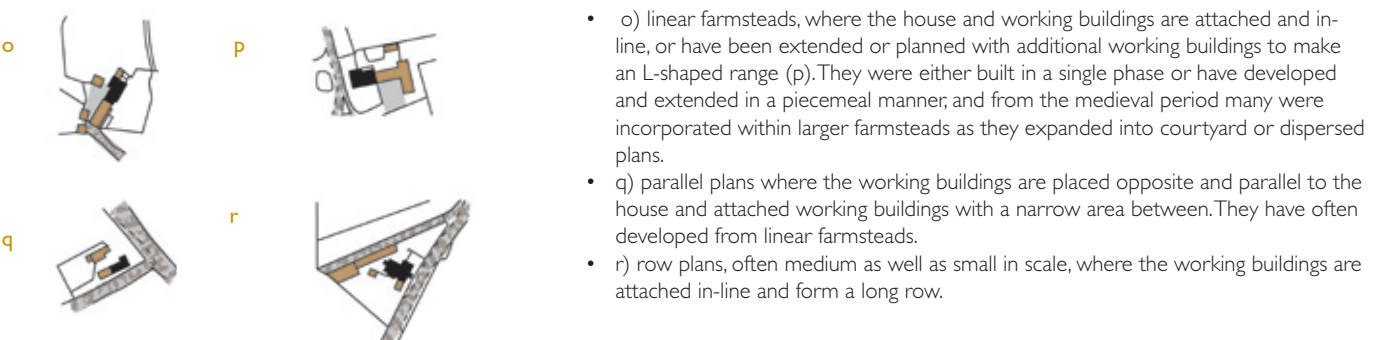 o
p
q
r
• o) linear farmsteads, where the house and working buildings are attached and in-
line, or have been extended or planned with additional working buildings to make
an L-shaped range (p). They were either built in a single phase or have developed
and extended in a piecemeal manner, and from the medieval period many were
incorporated within larger farmsteads as they expanded into courtyard or dispersed
plans.
• q) parallel plans where the working buildings are placed opposite and parallel to the
house and attached working buildings with a narrow area between. They have often
developed from linear farmsteads.
• r) row plans, often medium as well as small in scale, where the working buildings are
attached in-line and form a long row.